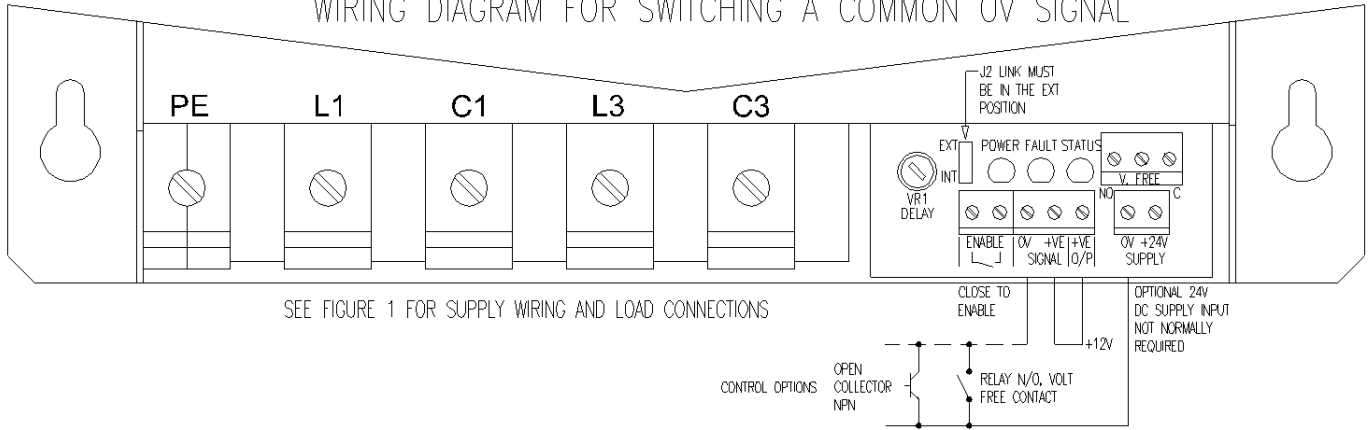 WIRING DIAGRAM FOR SWITCHING A COMMON 0V SIGNAL
J2 LINK MUST
BE IN THE EXT
POSITION
PE L1 C1 L3 C3
EXT POWER FAULT STATUS
INT
V. FREE
NO C
VR1
DELAY
ENABLE 0V +VE +VE 0V +24V
SIGNAL O/P SUPPLY
SEE FIGURE 1 FOR SUPPLY WIRING AND LOAD CONNECTIONS
CLOSE TO
ENABLE
OPTIONAL 24V
DC SUPPLY INPUT
NOT NORMALLY
REQUIRED
+12V
CONTROL OPTIONS
OPEN
COLLECTOR
NPN
RELAY N/O, VOLT
FREE CONTACT